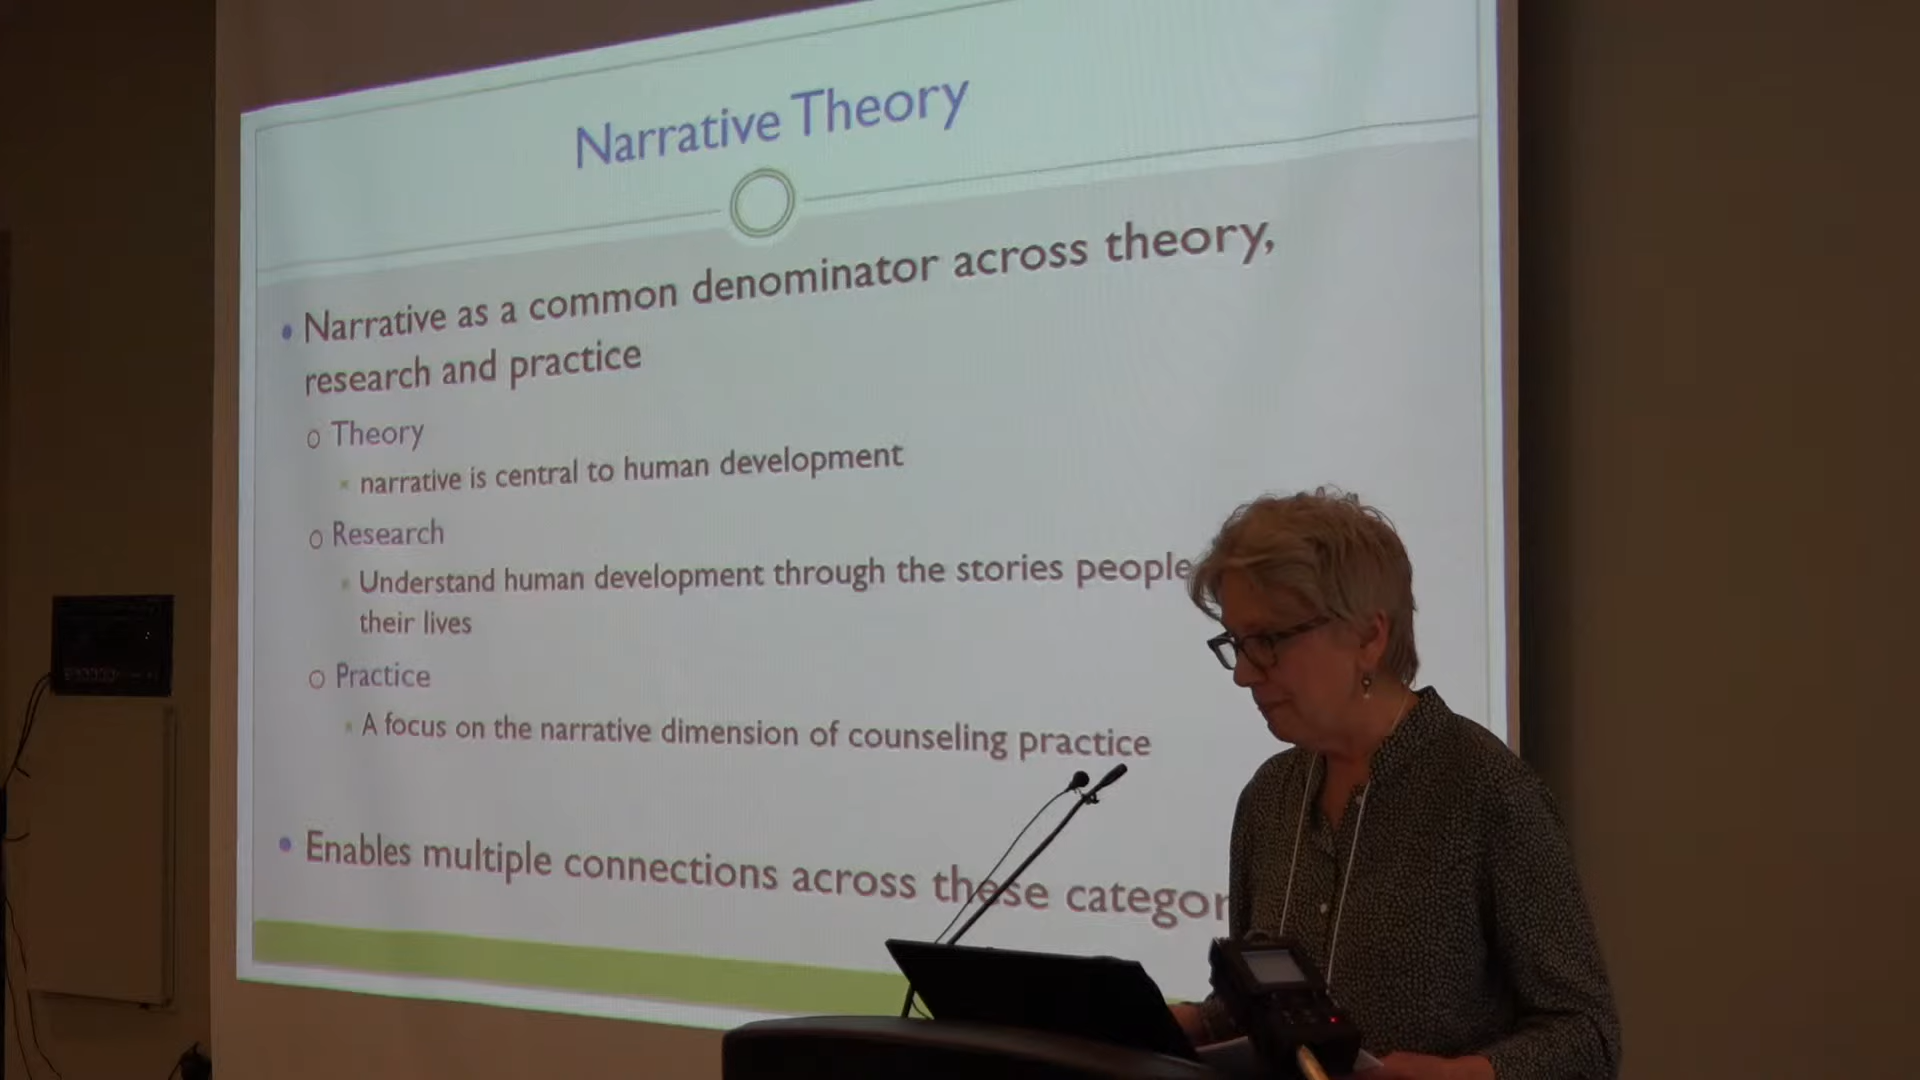 Narrative Theory
• Narrative as a common denominator across theory,
research and practice
o Theory
▪ narrative is central to human development
o Research
▪ Understand human development through the stories people
their lives
o Practice
▪ A focus on the narrative dimension of counseling practice
• Enables multiple connections across these categor